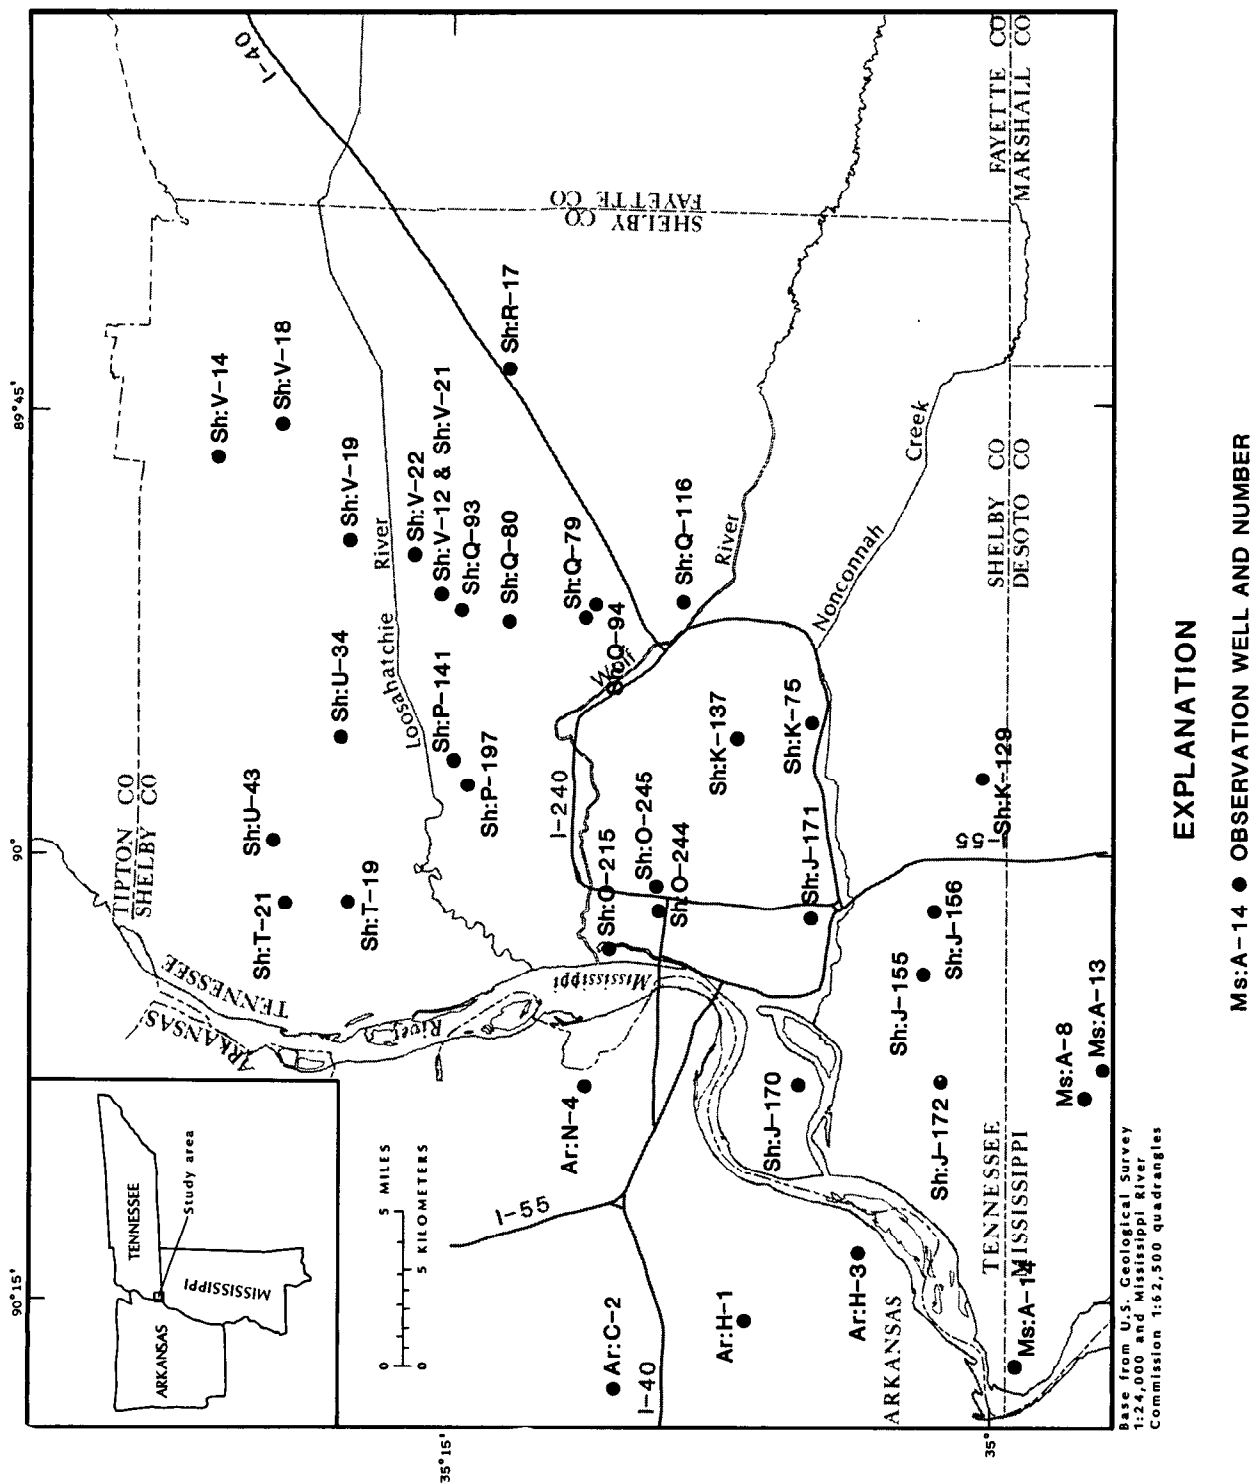 90°15'
90°
89°45'
35°15'
35°
TENNESSEE
ARKANSAS
MISSISSIPPI
Study area
0 5 MILES
0 5 KILOMETERS
TIPTON CO
SHELBY CO
TENNESSEE
ARKANSAS
I-40
SHELBY CO
FAYETTE CO
Sh:V-14
Sh:V-18
Sh:V-19
Sh:U-43
Sh:U-34
Sh:T-21
Sh:T-19
Loosahatchie River
Sh:V-22
Sh:V-12 & Sh:V-21
Sh:Q-93
Sh:Q-80
Sh:R-17
Sh:P-141
Sh:P-197
Mississippi River
I-55
Ar:N-4
I-240
Sh:Q-79
Sh:Q-94
Wolf River
Sh:Q-116
Sh:O-215
Sh:O-245
Sh:O-244
Ar:C-2
I-40
Sh:K-137
Sh:K-75
Ar:H-1
Sh:J-170
Sh:J-171
Nonconnah Creek
Ar:H-3
Sh:J-155
Sh:J-156
Sh:J-172
I-55
Sh:K-129
ARKANSAS
TENNESSEE
MISSISSIPPI
SHELBY CO
DESOTO CO
FAYETTE CO
MARSHALL CO
Ms:A-14
Ms:A-8
Ms:A-13
Base from U.S. Geological Survey
1:24,000 and Mississippi River
Commission 1:62,500 quadrangles
EXPLANATION
Ms:A-14 ● OBSERVATION WELL AND NUMBER